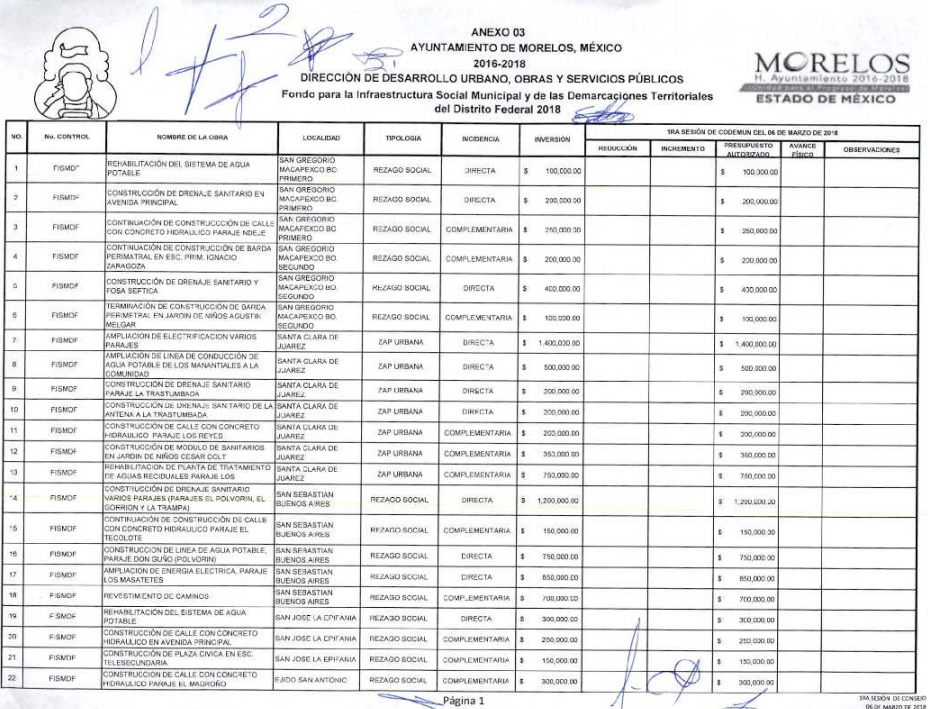 ANEXO 03
AYUNTAMIENTO DE MORELOS, MÉXICO
2016-2018
DIRECCIÓN DE DESARROLLO URBANO, OBRAS Y SERVICIOS PÚBLICOS
Fondo para la Infraestructura Social Municipal y de las Demarcaciones Territoriales
del Distrito Federal 2018
MORELOS
H. Ayuntamiento 2016-2018
ESTADO DE MÉXICO
1RA SESIÓN DE CODEMUN DEL 06 DE MARZO DE 2018
NO. No. CONTROL NOMBRE DE LA OBRA LOCALIDAD TIPOLOGIA INCIDENCIA INVERSIÓN REDUCCIÓN INCREMENTO PRESUPUESTO AUTORIZADO AVANCE FÍSICO OBSERVACIONES
1 FISMDF REHABILITACIÓN DEL SISTEMA DE AGUA POTABLE SAN GREGORIO MACAPEXCO BO. PRIMERO REZAGO SOCIAL DIRECTA $ 100,000.00 $ 100,000.00
2 FISMDF CONSTRUCCIÓN DE DRENAJE SANITARIO EN AVENIDA PRINCIPAL SAN GREGORIO MACAPEXCO BO. PRIMERO REZAGO SOCIAL DIRECTA $ 200,000.00 $ 200,000.00
3 FISMDF CONTINUACIÓN DE CONSTRUCCCIÓN DE CALLE CON CONCRETO HIDRAULICO PARAJE NDEJE SAN GREGORIO MACAPEXCO BO. PRIMERO REZAGO SOCIAL COMPLEMENTARIA $ 250,000.00 $ 250,000.00
4 FISMDF CONTINUACIÓN DE CONSTRUCCIÓN DE BARDA PERIMATRAL EN ESC. PRIM. IGNACIO ZARAGOZA SAN GREGORIO MACAPEXCO BO. SEGUNDO REZAGO SOCIAL COMPLEMENTARIA $ 200,000.00 $ 200,000.00
5 FISMDF CONSTRUCCIÓN DE DRENAJE SANITARIO Y FOSA SEPTICA SAN GREGORIO MACAPEXCO BO. SEGUNDO REZAGO SOCIAL DIRECTA $ 400,000.00 $ 400,000.00
6 FISMDF TERMINACIÓN DE CONSTRUCCIÓN DE BARDA PERIMETRAL EN JARDIN DE NIÑOS AGUSTIN MELGAR SAN GREGORIO MACAPEXCO BO. SEGUNDO REZAGO SOCIAL COMPLEMENTARIA $ 100,000.00 $ 100,000.00
7 FISMDF AMPLIACION DE ELECTRIFICACION VARIOS PARAJES SANTA CLARA DE JUAREZ ZAP URBANA DIRECTA $ 1,400,000.00 $ 1,400,000.00
8 FISMDF AMPLIACIÓN DE LINEA DE CONDUCCIÓN DE AGUA POTABLE DE LOS MANANTIALES A LA COMUNIDAD SANTA CLARA DE JUAREZ ZAP URBANA DIRECTA $ 500,000.00 $ 500,000.00
9 FISMDF CONSTRUCCIÓN DE DRENAJE SANITARIO PARAJE LA TRASTUMBADA SANTA CLARA DE JUAREZ ZAP URBANA DIRECTA $ 200,000.00 $ 200,000.00
10 FISMDF CONSTRUCCIÓN DE DRENAJE SANITARIO DE LA ANTENA A LA TRASTUMBADA SANTA CLARA DE JUAREZ ZAP URBANA DIRECTA $ 200,000.00 $ 200,000.00
11 FISMDF CONSTRUCCIÓN DE CALLE CON CONCRETO HIDRAULICO PARAJE LOS REYES SANTA CLARA DE JUAREZ ZAP URBANA COMPLEMENTARIA $ 200,000.00 $ 200,000.00
12 FISMDF CONSTRUCCIÓN DE MODULO DE SANITARIOS EN JARDIN DE NIÑOS CESAR COLT SANTA CLARA DE JUAREZ ZAP URBANA COMPLEMENTARIA $ 350,000.00 $ 350,000.00
13 FISMDF REHABILITACIÓN DE PLANTA DE TRATAMIENTO DE AGUAS RECIDUALES PARAJE LOS SANTA CLARA DE JUAREZ ZAP URBANA COMPLEMENTARIA $ 750,000.00 $ 750,000.00
14 FISMDF CONSTRUCCIÓN DE DRENAJE SANITARIO VARIOS PARAJES (PARAJES EL POLVORIN, EL GORRION Y LA TRAMPA) SAN SEBASTIAN BUENOS AIRES REZAGO SOCIAL DIRECTA $ 1,200,000.00 $ 1,200,000.00
15 FISMDF CONTINUACIÓN DE CONSTRUCCIÓN DE CALLE CON CONCRETO HIDRAULICO PARAJE EL TECOLOTE SAN SEBASTIAN BUENOS AIRES REZAGO SOCIAL COMPLEMENTARIA $ 150,000.00 $ 150,000.00
16 FISMDF CONSTRUCCIÓN DE LINEA DE AGUA POTABLE, PARAJE DON GUÑO (POLVORIN) SAN SEBASTIAN BUENOS AIRES REZAGO SOCIAL DIRECTA $ 750,000.00 $ 750,000.00
17 FISMDF AMPLIACIÓN DE ENERGIA ELECTRICA, PARAJE LOS MASATETES SAN SEBASTIAN BUENOS AIRES REZAGO SOCIAL DIRECTA $ 850,000.00 $ 850,000.00
18 FISMDF REVESTIMIENTO DE CAMINOS SAN SEBASTIAN BUENOS AIRES REZAGO SOCIAL COMPLEMENTARIA $ 700,000.00 $ 700,000.00
19 FISMDF REHABILITACIÓN DEL SISTEMA DE AGUA POTABLE SAN JOSE LA EPIFANIA REZAGO SOCIAL DIRECTA $ 300,000.00 $ 300,000.00
20 FISMDF CONSTRUCCIÓN DE CALLE CON CONCRETO HIDRAULICO EN AVENIDA PRINCIPAL SAN JOSE LA EPIFANIA REZAGO SOCIAL COMPLEMENTARIA $ 250,000.00 $ 250,000.00
21 FISMDF CONSTRUCCIÓN DE PLAZA CIVICA EN ESC. TELESECUNDARIA SAN JOSE LA EPIFANIA REZAGO SOCIAL COMPLEMENTARIA $ 150,000.00 $ 150,000.00
22 FISMDF CONSTRUCCION DE CALLE CON CONCRETO HIDRAULICO PARAJE EL MADROÑO EJIDO SAN ANTONIO REZAGO SOCIAL COMPLEMENTARIA $ 300,000.00 $ 300,000.00
Página 1
1RA SESIÓN DE CONSEJO
06 DE MARZO DE 2018